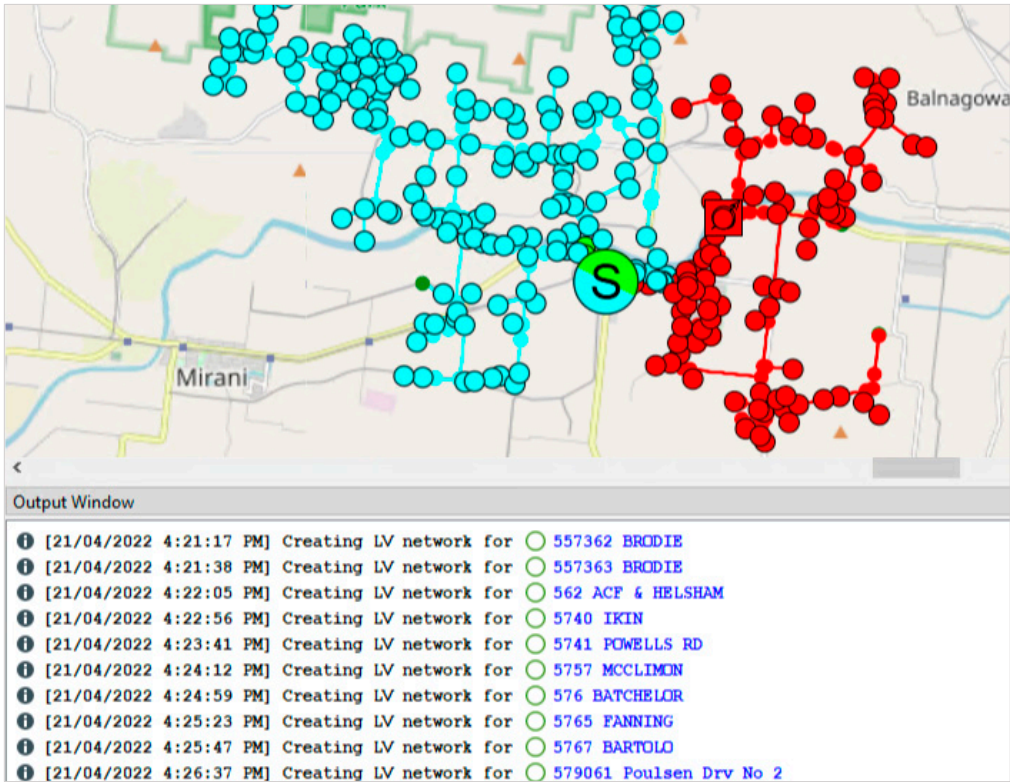 Park
Balnagowa
S
Mirani
<
Output Window
[21/04/2022 4:21:17 PM] Creating LV network for 557362 BRODIE
[21/04/2022 4:21:38 PM] Creating LV network for 557363 BRODIE
[21/04/2022 4:22:05 PM] Creating LV network for 562 ACF & HELSHAM
[21/04/2022 4:22:56 PM] Creating LV network for 5740 IKIN
[21/04/2022 4:23:41 PM] Creating LV network for 5741 POWELLS RD
[21/04/2022 4:24:12 PM] Creating LV network for 5757 MCCLIMON
[21/04/2022 4:24:59 PM] Creating LV network for 576 BATCHELOR
[21/04/2022 4:25:23 PM] Creating LV network for 5765 FANNING
[21/04/2022 4:25:47 PM] Creating LV network for 5767 BARTOLO
[21/04/2022 4:26:37 PM] Creating LV network for 579061 Poulsen Drv No 2